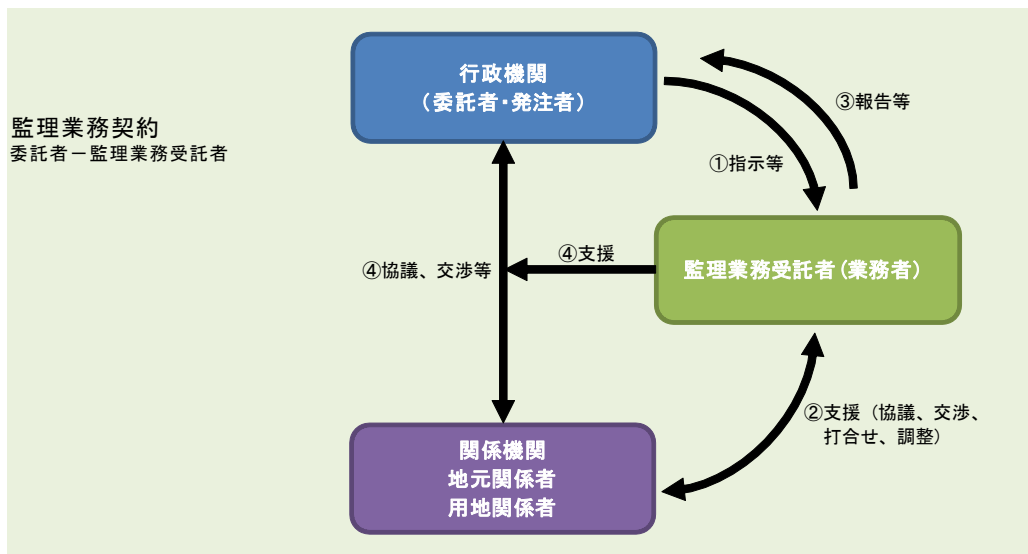 行政機関
（委託者・発注者）
監理業務契約
委託者－監理業務受託者
③報告等
①指示等
④支援
④協議、交渉等
監理業務受託者（業務者）
②支援（協議、交渉、
打合せ、調整）
関係機関
地元関係者
用地関係者